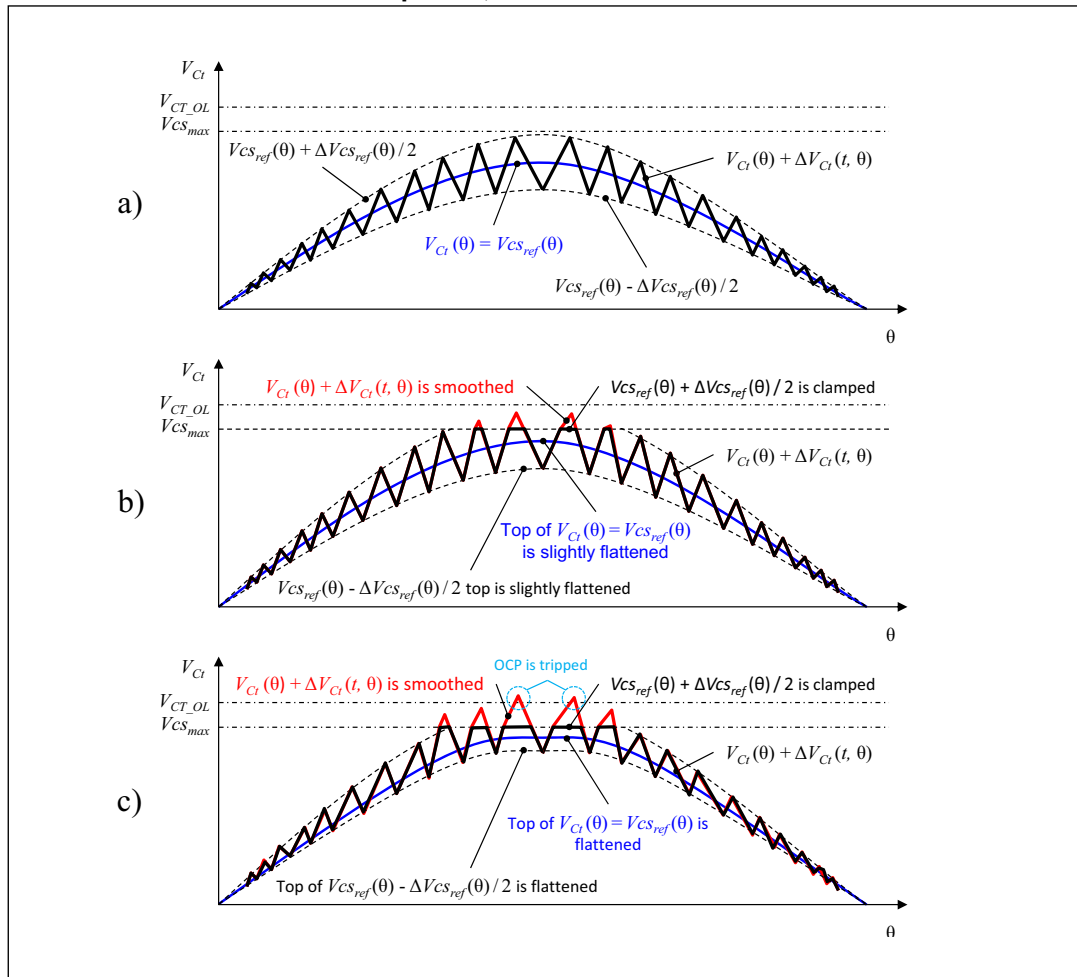 V_Ct
V_CT_OL
Vcs_max
Vcs_ref(θ) + ΔVcs_ref(θ)/2
V_Ct(θ) + ΔV_Ct(t, θ)
a)
V_Ct(θ) = Vcs_ref(θ)
Vcs_ref(θ) - ΔVcs_ref(θ)/2
θ
V_Ct
V_Ct(θ) + ΔV_Ct(t, θ) is smoothed
Vcs_ref(θ) + ΔVcs_ref(θ)/2 is clamped
V_CT_OL
Vcs_max
V_Ct(θ) + ΔV_Ct(t, θ)
b)
Top of V_Ct(θ) = Vcs_ref(θ)
is slightly flattened
Vcs_ref(θ) - ΔVcs_ref(θ)/2 top is slightly flattened
θ
V_Ct
OCP is tripped
V_Ct(θ) + ΔV_Ct(t, θ) is smoothed
Vcs_ref(θ) + ΔVcs_ref(θ)/2 is clamped
V_CT_OL
Vcs_max
V_Ct(θ) + ΔV_Ct(t, θ)
c)
Top of V_Ct(θ) = Vcs_ref(θ) is
flattened
Top of Vcs_ref(θ) - ΔVcs_ref(θ)/2 is flattened
θ